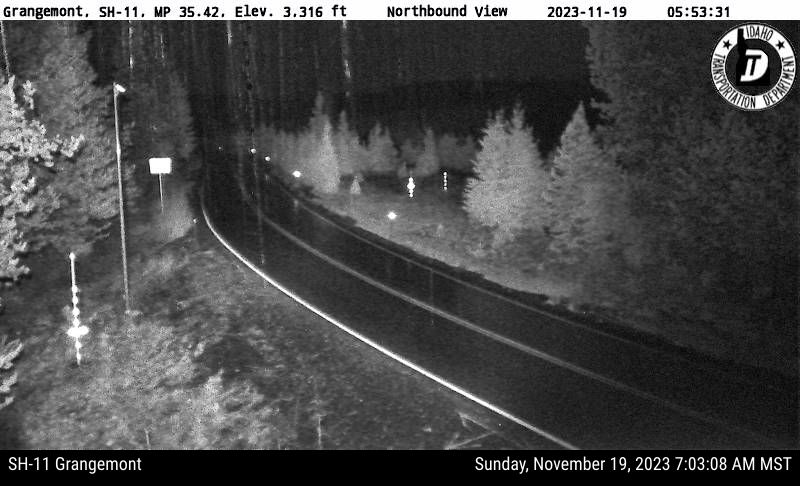 Grangemont, SH-11, MP 35.42, Elev. 3,316 ft Northbound View 2023-11-19 05:53:31
IDAHO
TRANSPORTATION DEPARTMENT
SH-11 Grangemont Sunday, November 19, 2023 7:03:08 AM MST